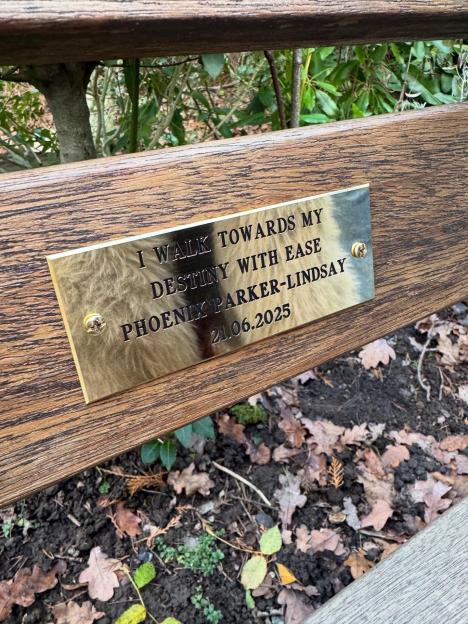 I WALK TOWARDS MY
DESTINY WITH EASE
PHOENIX PARKER-LINDSAY
21.06.2025